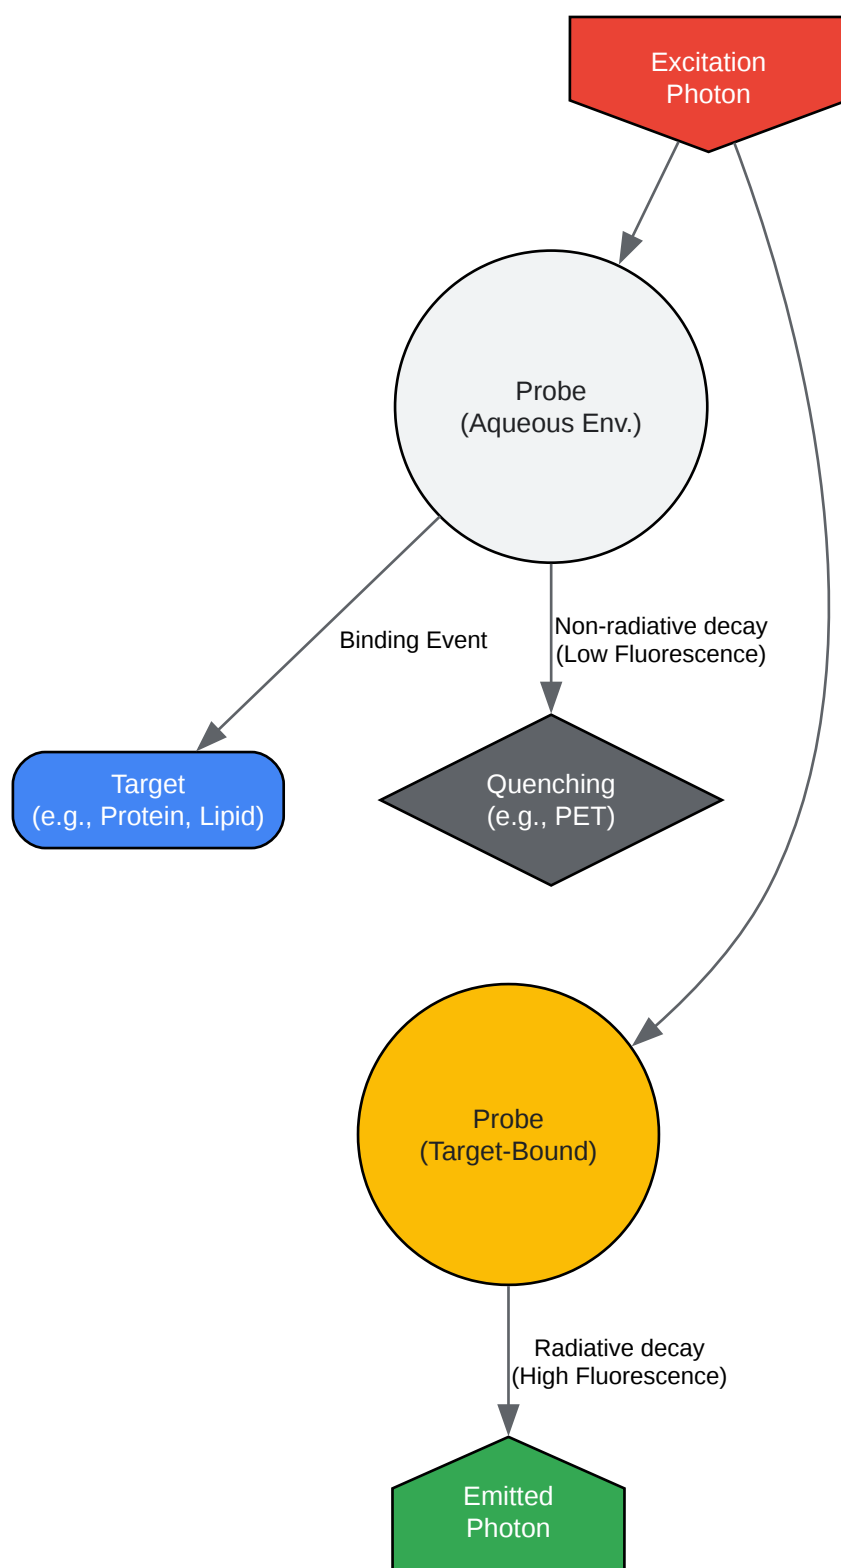 Excitation
Photon
Probe
(Aqueous Env.)
Binding Event
Non-radiative decay
(Low Fluorescence)
Target
(e.g., Protein, Lipid)
Quenching
(e.g., PET)
Probe
(Target-Bound)
Radiative decay
(High Fluorescence)
Emitted
Photon